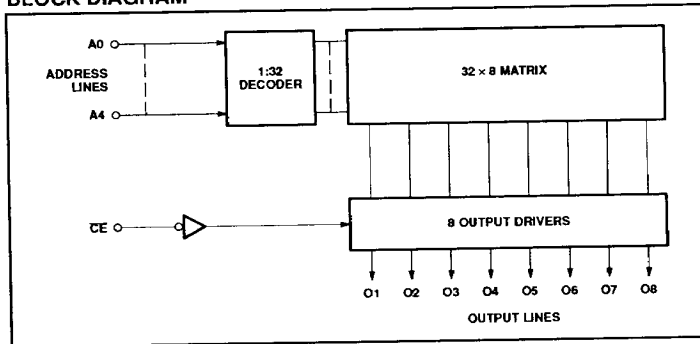 BLOCK DIAGRAM
A0
ADDRESS
LINES
A4
1:32
DECODER
32 × 8 MATRIX
CE
8 OUTPUT DRIVERS
O1 O2 O3 O4 O5 O6 O7 O8
OUTPUT LINES